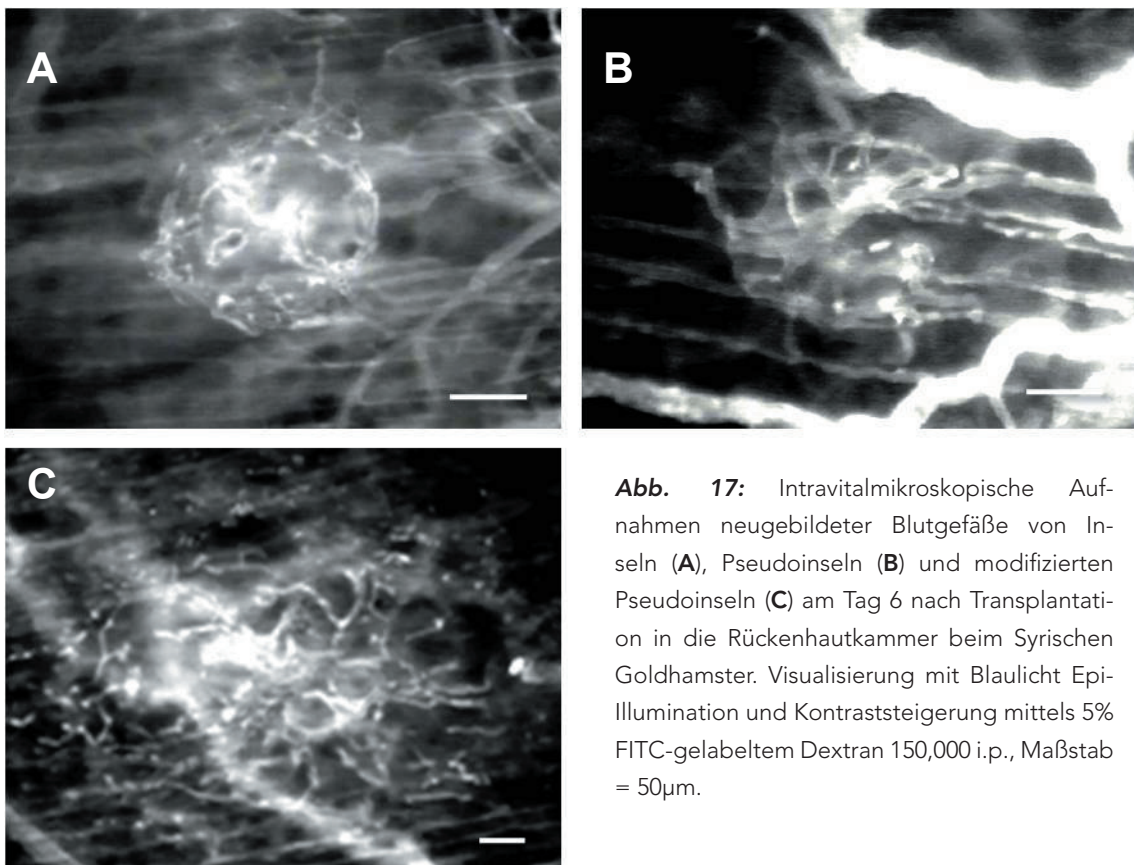 A
B
C
Abb. 17: Intravitalmikroskopische Auf-
nahmen neugebildeter Blutgefäße von In-
seln (A), Pseudoinseln (B) und modifizierten
Pseudoinseln (C) am Tag 6 nach Transplantati-
on in die Rückenhautkammer beim Syrischen
Goldhamster. Visualisierung mit Blaulicht Epi-
Illumination und Kontraststeigerung mittels 5%
FITC-gelabeltem Dextran 150,000 i.p., Maßstab
= 50µm.